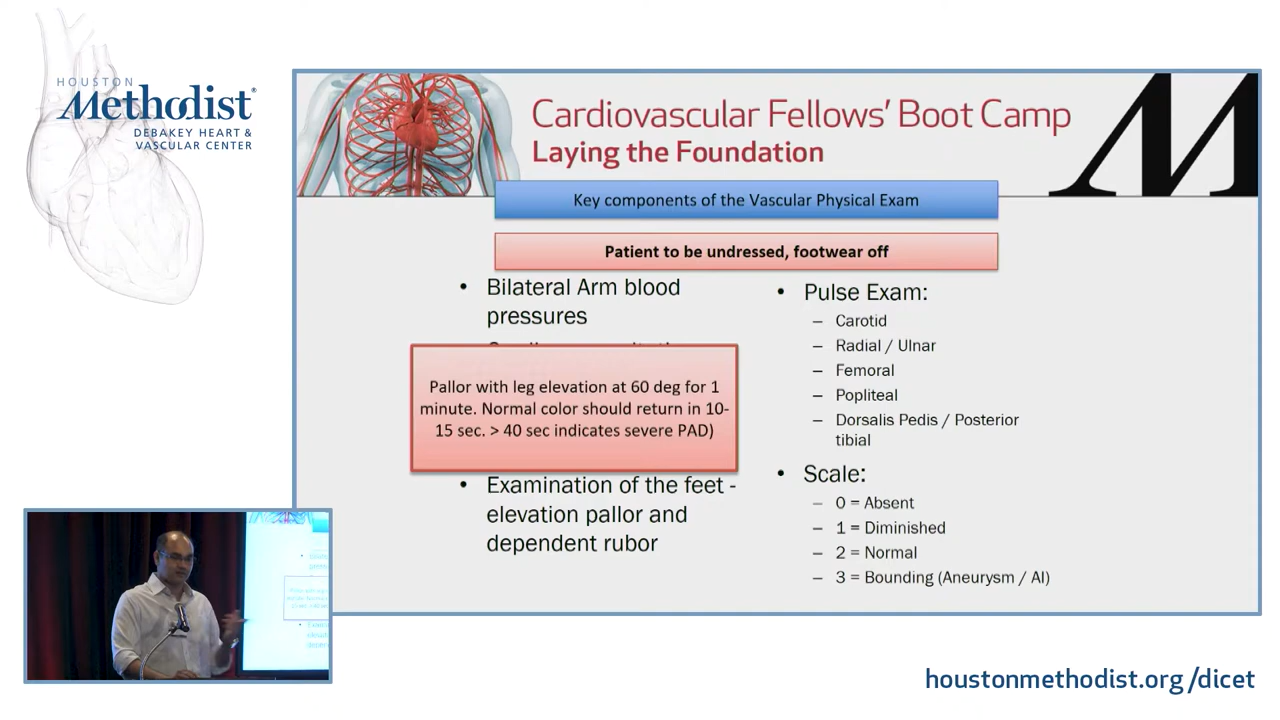 HOUSTON
Methodist®
DEBAKEY HEART &
VASCULAR CENTER
Cardiovascular Fellows' Boot Camp
Laying the Foundation
M
Key components of the Vascular Physical Exam
Patient to be undressed, footwear off
• Bilateral Arm blood
pressures
Pallor with leg elevation at 60 deg for 1
minute. Normal color should return in 10-
15 sec. > 40 sec indicates severe PAD)
• Examination of the feet -
elevation pallor and
dependent rubor
• Pulse Exam:
– Carotid
– Radial / Ulnar
– Femoral
– Popliteal
– Dorsalis Pedis / Posterior
tibial
• Scale:
– 0 = Absent
– 1 = Diminished
– 2 = Normal
– 3 = Bounding (Aneurysm / AI)
houstonmethodist.org/dicet